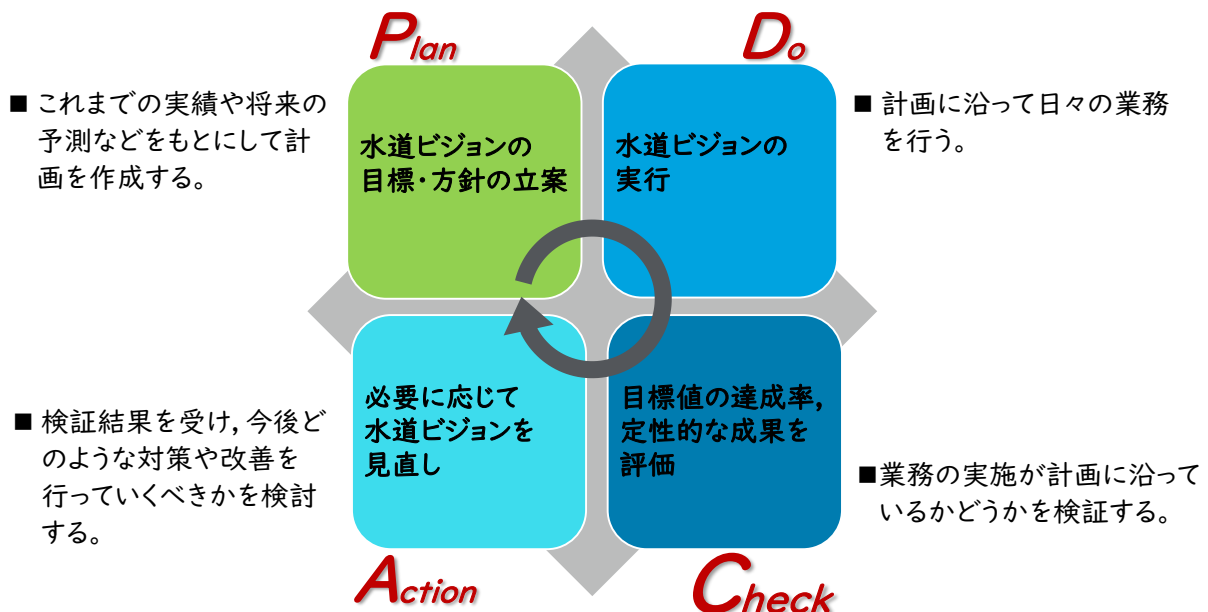 Plan
■ これまでの実績や将来の
予測などをもとにして計
画を作成する。
水道ビジョンの
目標・方針の立案
Do
水道ビジョンの
実行
■ 計画に沿って日々の業務
を行う。
■ 検証結果を受け，今後ど
のような対策や改善を
行っていくべきかを検討
する。
必要に応じて
水道ビジョンを
見直し
Action
目標値の達成率，
定性的な成果を
評価
Check
■業務の実施が計画に沿って
いるかどうかを検証する。